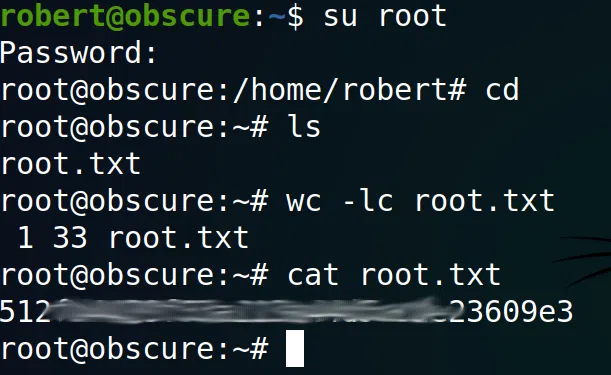 robert@obscure:~$ su root
Password:
root@obscure:/home/robert# cd
root@obscure:~# ls
root.txt
root@obscure:~# wc -lc root.txt
 1 33 root.txt
root@obscure:~# cat root.txt
512 23609e3
root@obscure:~#